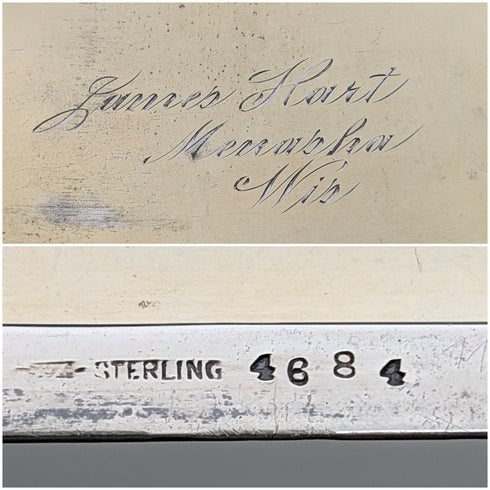 James Hart
Menasha
Wis
STERLING 4684